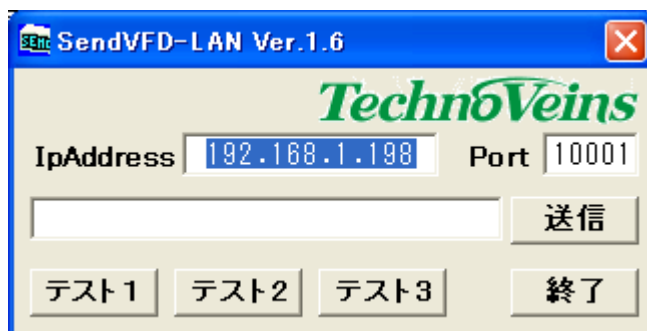 SEND SendVFD-LAN Ver.1.6
TechnoVeins
IpAddress 192.168.1.198 Port 10001
送信
テスト1 テスト2 テスト3 終了